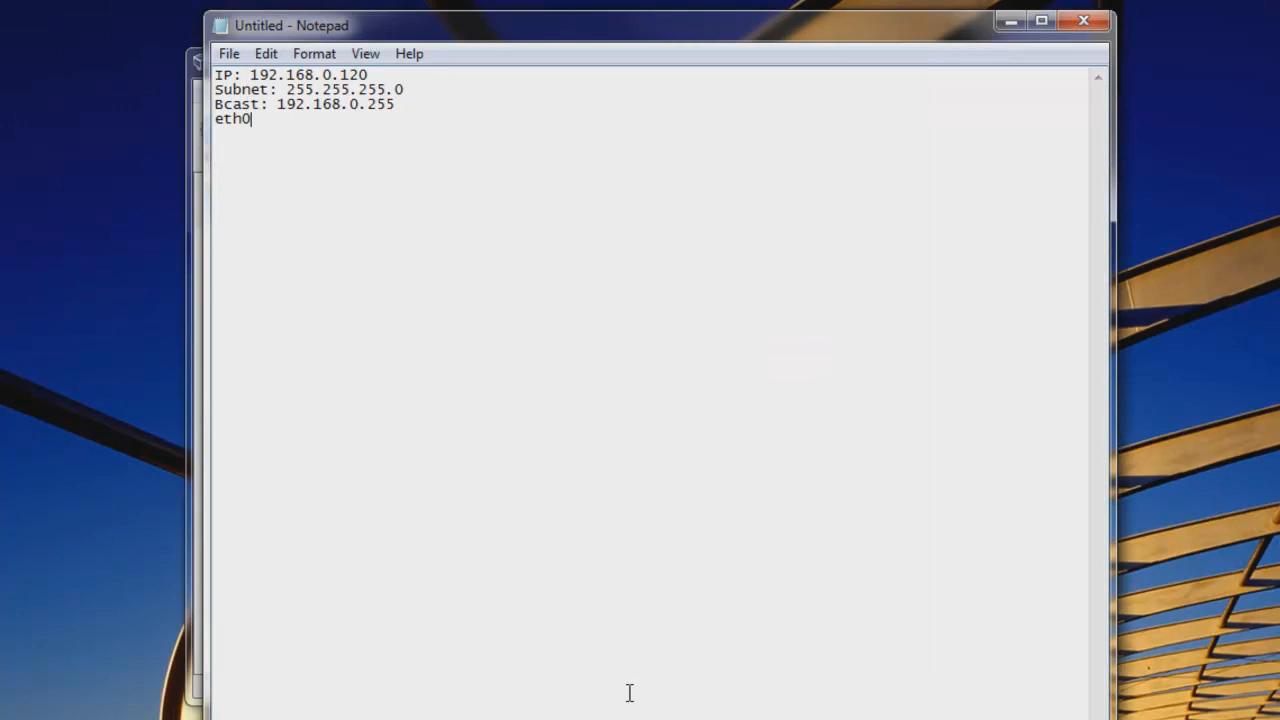 Untitled - Notepad
File Edit Format View Help
IP: 192.168.0.120
Subnet: 255.255.255.0
Bcast: 192.168.0.255
eth0